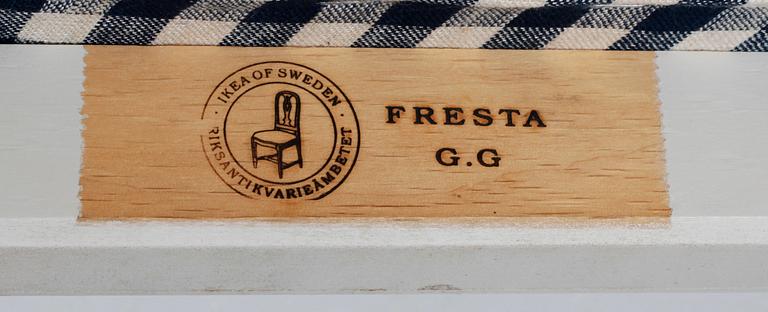 · IKEA OF SWEDEN ·
RIKSANTIKVARIEÄMBETET
FRESTA
G.G